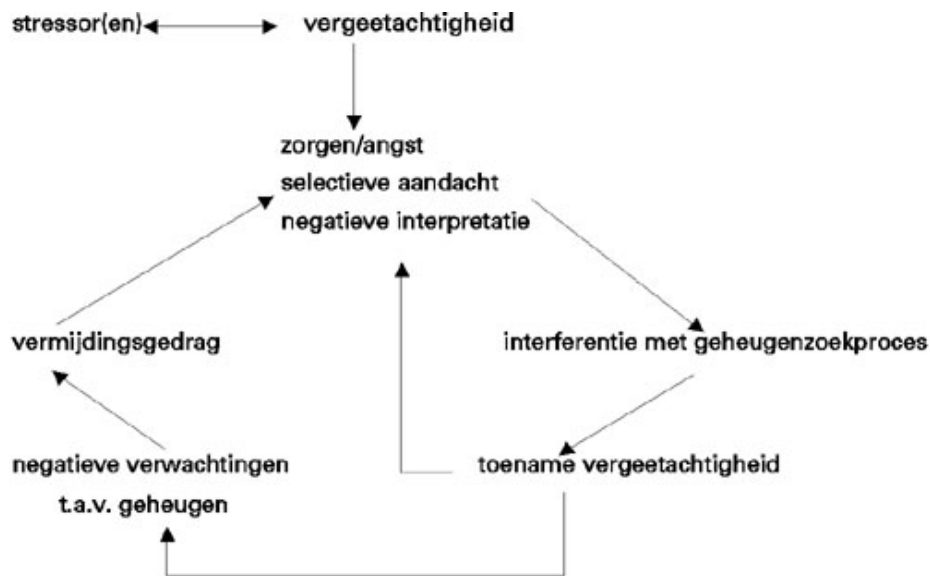 stressor(en) vergeetachtigheid
zorgen/angst
selectieve aandacht
negatieve interpretatie
vermijdingsgedrag interferentie met geheugenzoekproces
negatieve verwachtingen toename vergeetachtigheid
t.a.v. geheugen